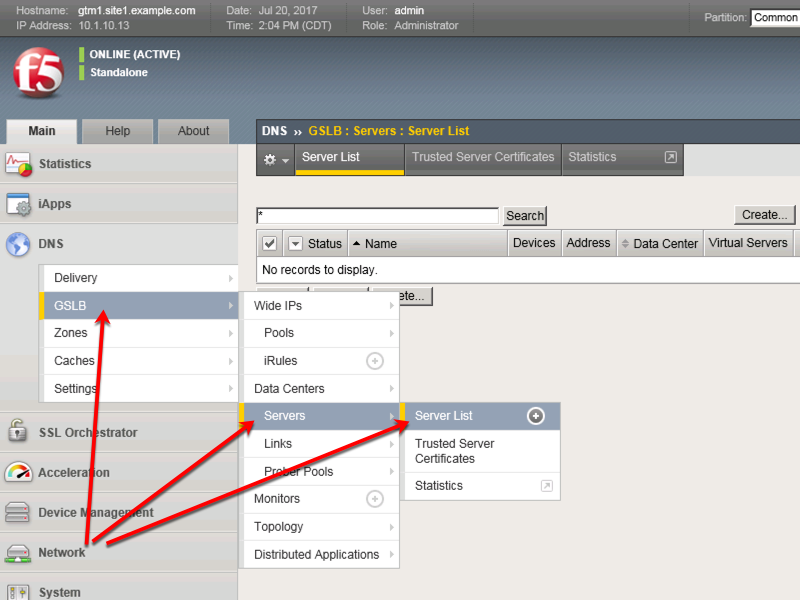 Hostname: gtm1.site1.example.com Date: Jul 20, 2017 User: admin
IP Address: 10.1.10.13 Time: 2:04 PM (CDT) Role: Administrator
Partition: Common
f5
ONLINE (ACTIVE)
Standalone
Main Help About
DNS ›› GSLB : Servers : Server List
Server List Trusted Server Certificates Statistics
Statistics
iApps
DNS
Delivery
GSLB
Zones
Caches
Settings
SSL Orchestrator
Acceleration
Device Management
Network
System
* Search Create...
Status Name Devices Address Data Center Virtual Servers
No records to display.
ete...
Wide IPs
Pools
iRules
Data Centers
Servers
Links
Prober Pools
Monitors
Topology
Distributed Applications
Server List
Trusted Server
Certificates
Statistics